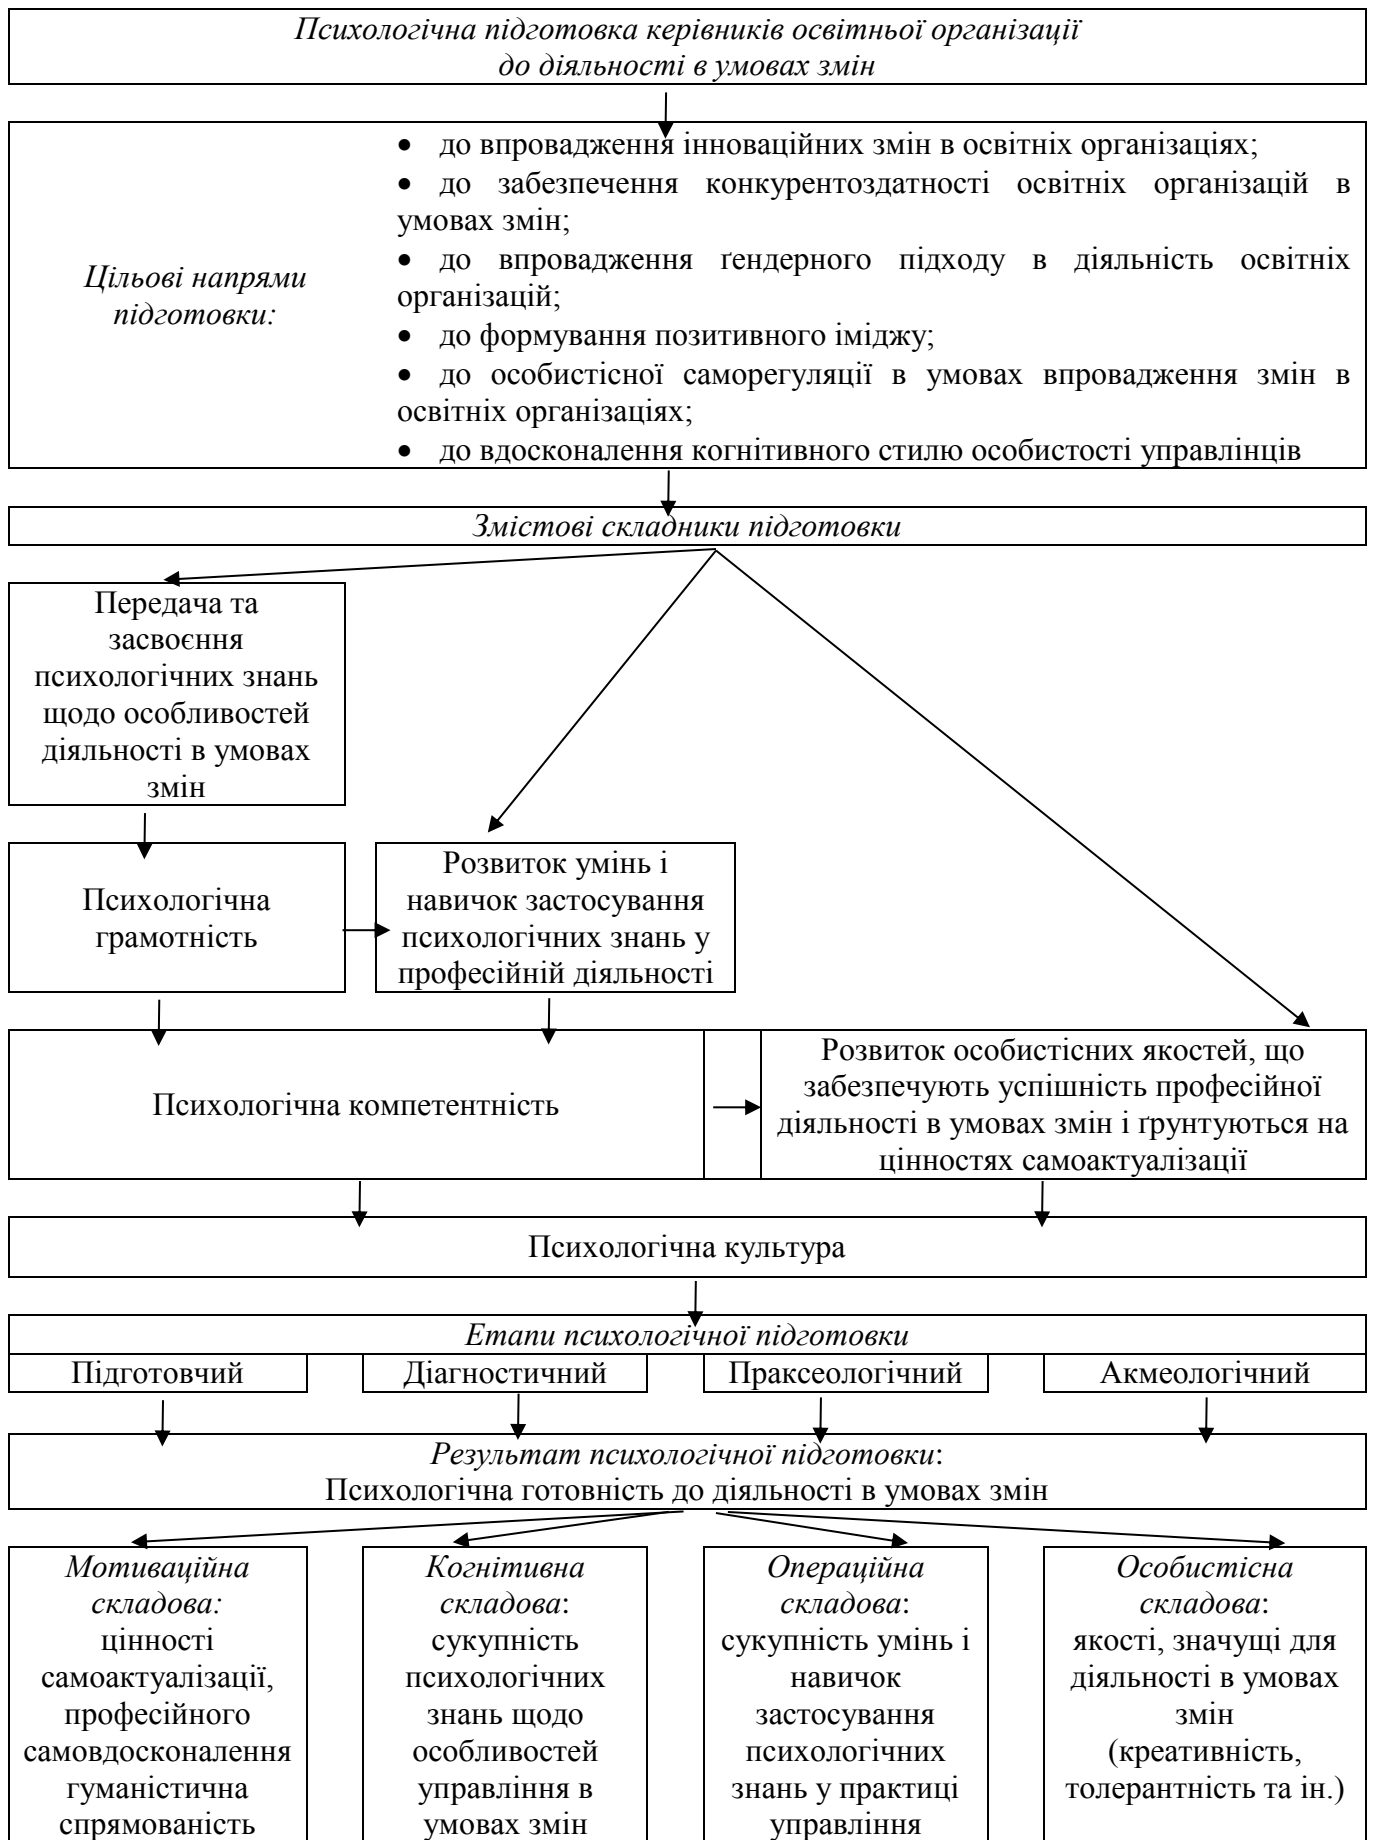 Психологічна підготовка керівників освітньої організації
до діяльності в умовах змін
Цільові напрями
підготовки:
• до впровадження інноваційних змін в освітніх організаціях;
• до забезпечення конкурентоздатності освітніх організацій в
умовах змін;
• до впровадження ґендерного підходу в діяльність освітніх
організацій;
• до формування позитивного іміджу;
• до особистісної саморегуляції в умовах впровадження змін в
освітніх організаціях;
• до вдосконалення когнітивного стилю особистості управлінців
Змістові складники підготовки
Передача та
засвоєння
психологічних знань
щодо особливостей
діяльності в умовах
змін
Психологічна
грамотність
Розвиток умінь і
навичок застосування
психологічних знань у
професійній діяльності
Психологічна компетентність
Розвиток особистісних якостей, що
забезпечують успішність професійної
діяльності в умовах змін і ґрунтуються на
цінностях самоактуалізації
Психологічна культура
Етапи психологічної підготовки
Підготовчий
Діагностичний
Праксеологічний
Акмеологічний
Результат психологічної підготовки:
Психологічна готовність до діяльності в умовах змін
Мотиваційна
складова:
цінності
самоактуалізації,
професійного
самовдосконалення
гуманістична
спрямованість
Когнітивна
складова:
сукупність
психологічних
знань щодо
особливостей
управління в
умовах змін
Операційна
складова:
сукупність умінь і
навичок
застосування
психологічних
знань у практиці
управління
Особистісна
складова:
якості, значущі для
діяльності в умовах
змін
(креативність,
толерантність та ін.)